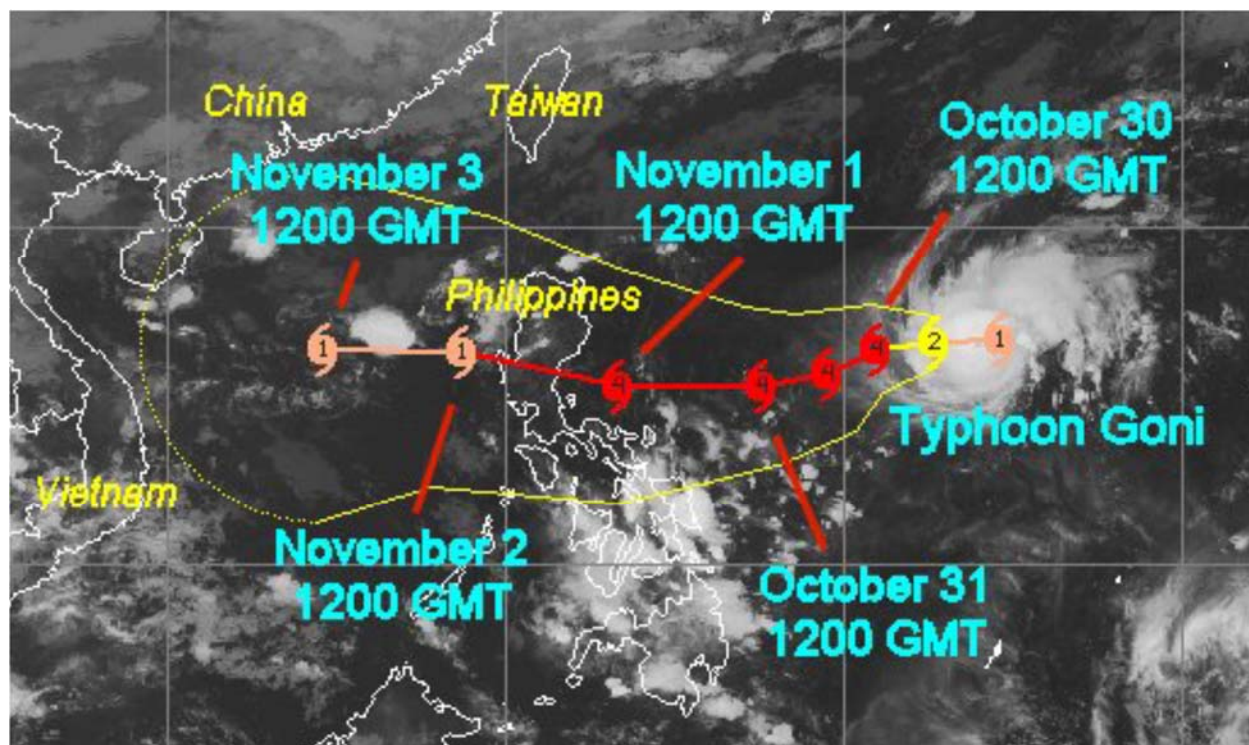 China
Taiwan
October 30
1200 GMT
November 3
1200 GMT
November 1
1200 GMT
Philippines
1
1
4
4
4
4
2
1
Typhoon Goni
Vietnam
November 2
1200 GMT
October 31
1200 GMT